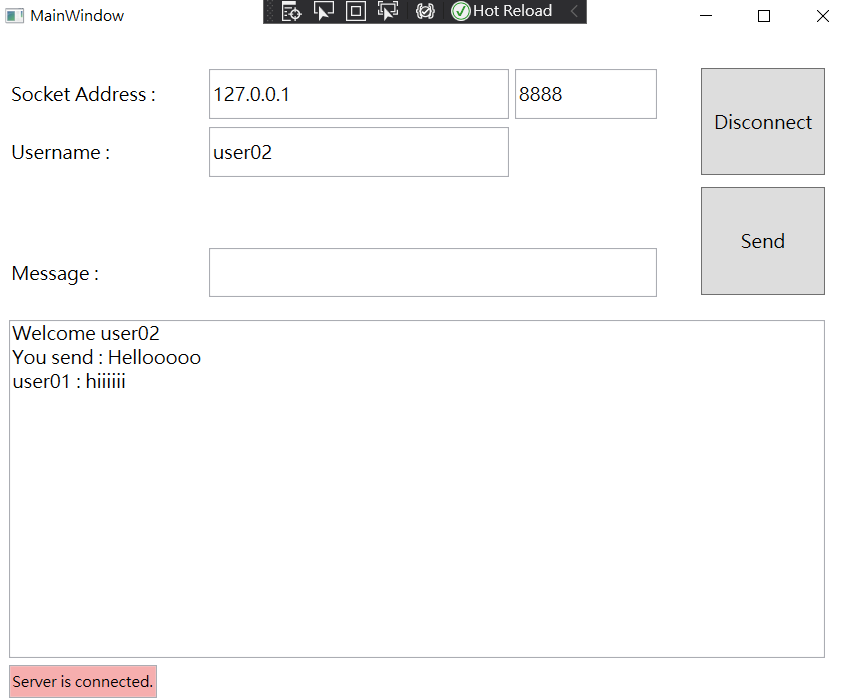 MainWindow
Hot Reload
Socket Address :
127.0.0.1
8888
Disconnect
Username :
user02
Send
Message :
Welcome user02
You send : Hellooooo
user01 : hiiiiii
Server is connected.